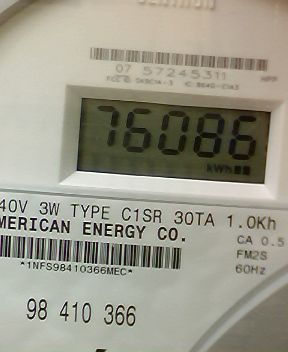 07 57245311
76086
kWh
40V 3W TYPE C1SR 30TA 1.0Kh
MERICAN ENERGY CO.
CA 0.5
FM2S
60Hz
*1NFS98410366MEC*
98 410 366